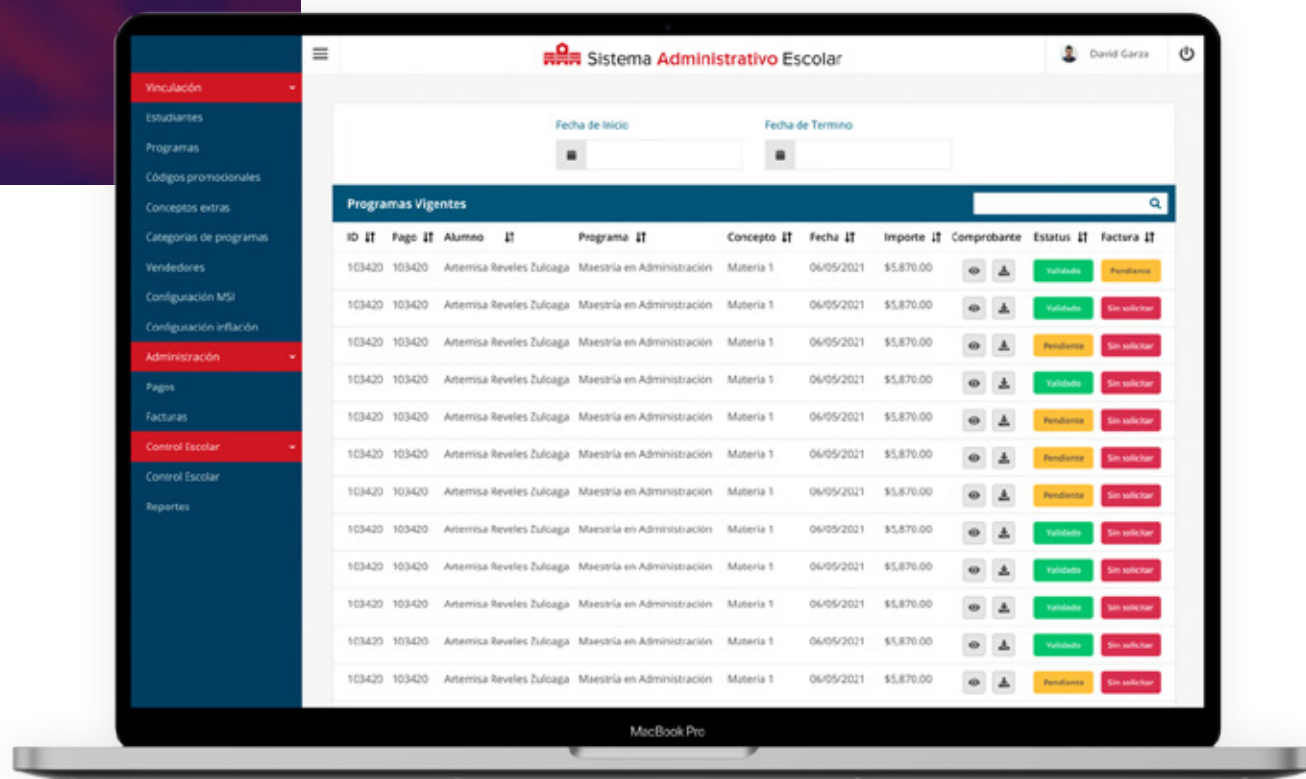 Sistema Administrativo Escolar
David Garza
Vinculación
Estudiantes
Programas
Códigos promocionales
Conceptos extras
Categorias de programas
Vendedores
Configuración MSI
Configuración inflación
Administración
Pagos
Facturas
Control Escolar
Control Escolar
Reportes
Fecha de Inicio Fecha de Termino
Programas Vigentes
ID Pago Alumno Programa Concepto Fecha Importe Comprobante Estatus Factura
103420 103420 Artemisa Reveles Zuloaga Maestría en Administración Materia 1 06/05/2021 $5,870.00 Validado Pendiente
103420 103420 Artemisa Reveles Zuloaga Maestría en Administración Materia 1 06/05/2021 $5,870.00 Validado Sin solicitar
103420 103420 Artemisa Reveles Zuloaga Maestría en Administración Materia 1 06/05/2021 $5,870.00 Pendiente Sin solicitar
103420 103420 Artemisa Reveles Zuloaga Maestría en Administración Materia 1 06/05/2021 $5,870.00 Validado Sin solicitar
103420 103420 Artemisa Reveles Zuloaga Maestría en Administración Materia 1 06/05/2021 $5,870.00 Pendiente Sin solicitar
103420 103420 Artemisa Reveles Zuloaga Maestría en Administración Materia 1 06/05/2021 $5,870.00 Pendiente Sin solicitar
103420 103420 Artemisa Reveles Zuloaga Maestría en Administración Materia 1 06/05/2021 $5,870.00 Pendiente Sin solicitar
103420 103420 Artemisa Reveles Zuloaga Maestría en Administración Materia 1 06/05/2021 $5,870.00 Validado Sin solicitar
103420 103420 Artemisa Reveles Zuloaga Maestría en Administración Materia 1 06/05/2021 $5,870.00 Validado Sin solicitar
103420 103420 Artemisa Reveles Zuloaga Maestría en Administración Materia 1 06/05/2021 $5,870.00 Validado Sin solicitar
103420 103420 Artemisa Reveles Zuloaga Maestría en Administración Materia 1 06/05/2021 $5,870.00 Validado Sin solicitar
103420 103420 Artemisa Reveles Zuloaga Maestría en Administración Materia 1 06/05/2021 $5,870.00 Pendiente Sin solicitar
MacBook Pro